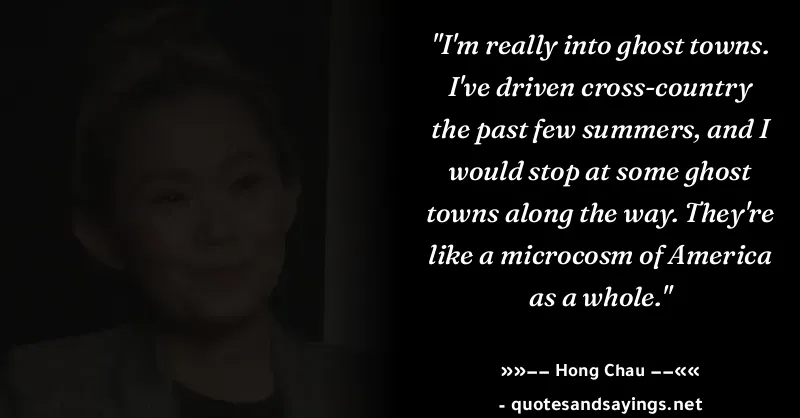 "I'm really into ghost towns.
I've driven cross-country
the past few summers, and I
would stop at some ghost
towns along the way. They're
like a microcosm of America
as a whole."
»»−− Hong Chau −−««
- quotesandsayings.net